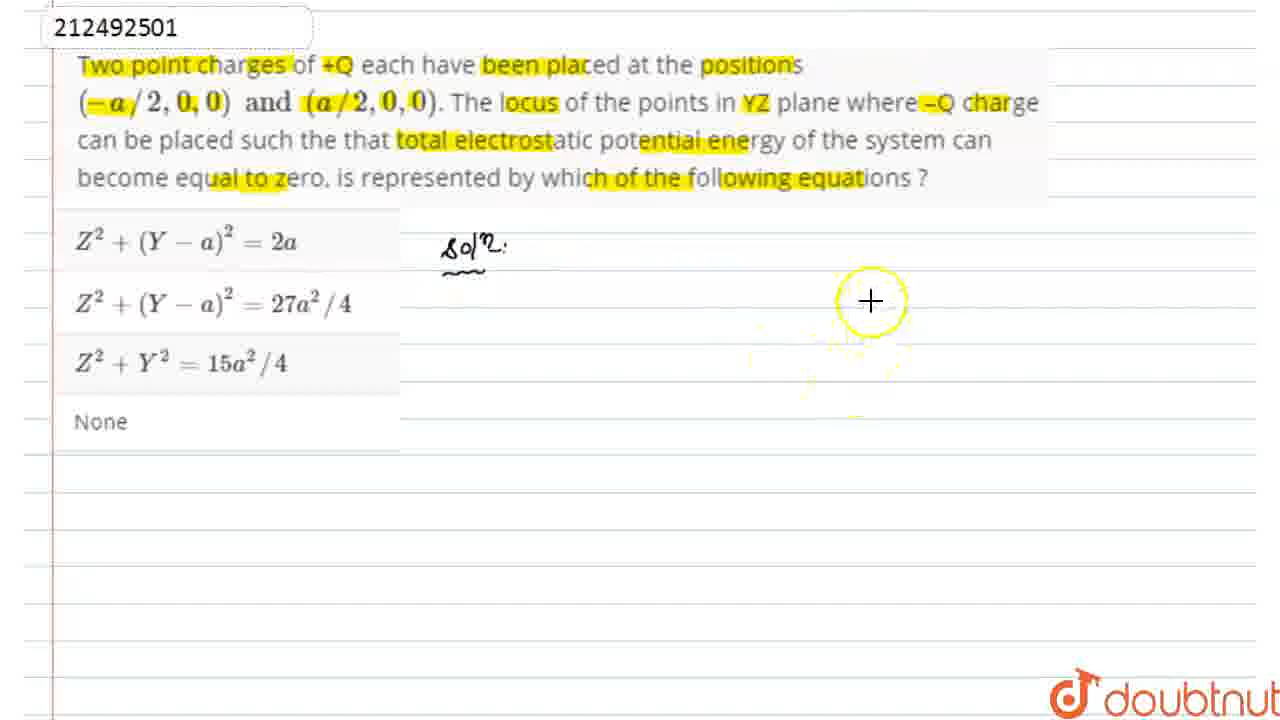 212492501
Two point charges of +Q each have been placed at the positions
(−a/2, 0, 0) and (a/2, 0, 0). The locus of the points in YZ plane where –Q charge
can be placed such the that total electrostatic potential energy of the system can
become equal to zero, is represented by which of the following equations ?
Z² + (Y − a)² = 2a
Z² + (Y − a)² = 27a²/4
Z² + Y² = 15a²/4
None
Solⁿ:
doubtnut